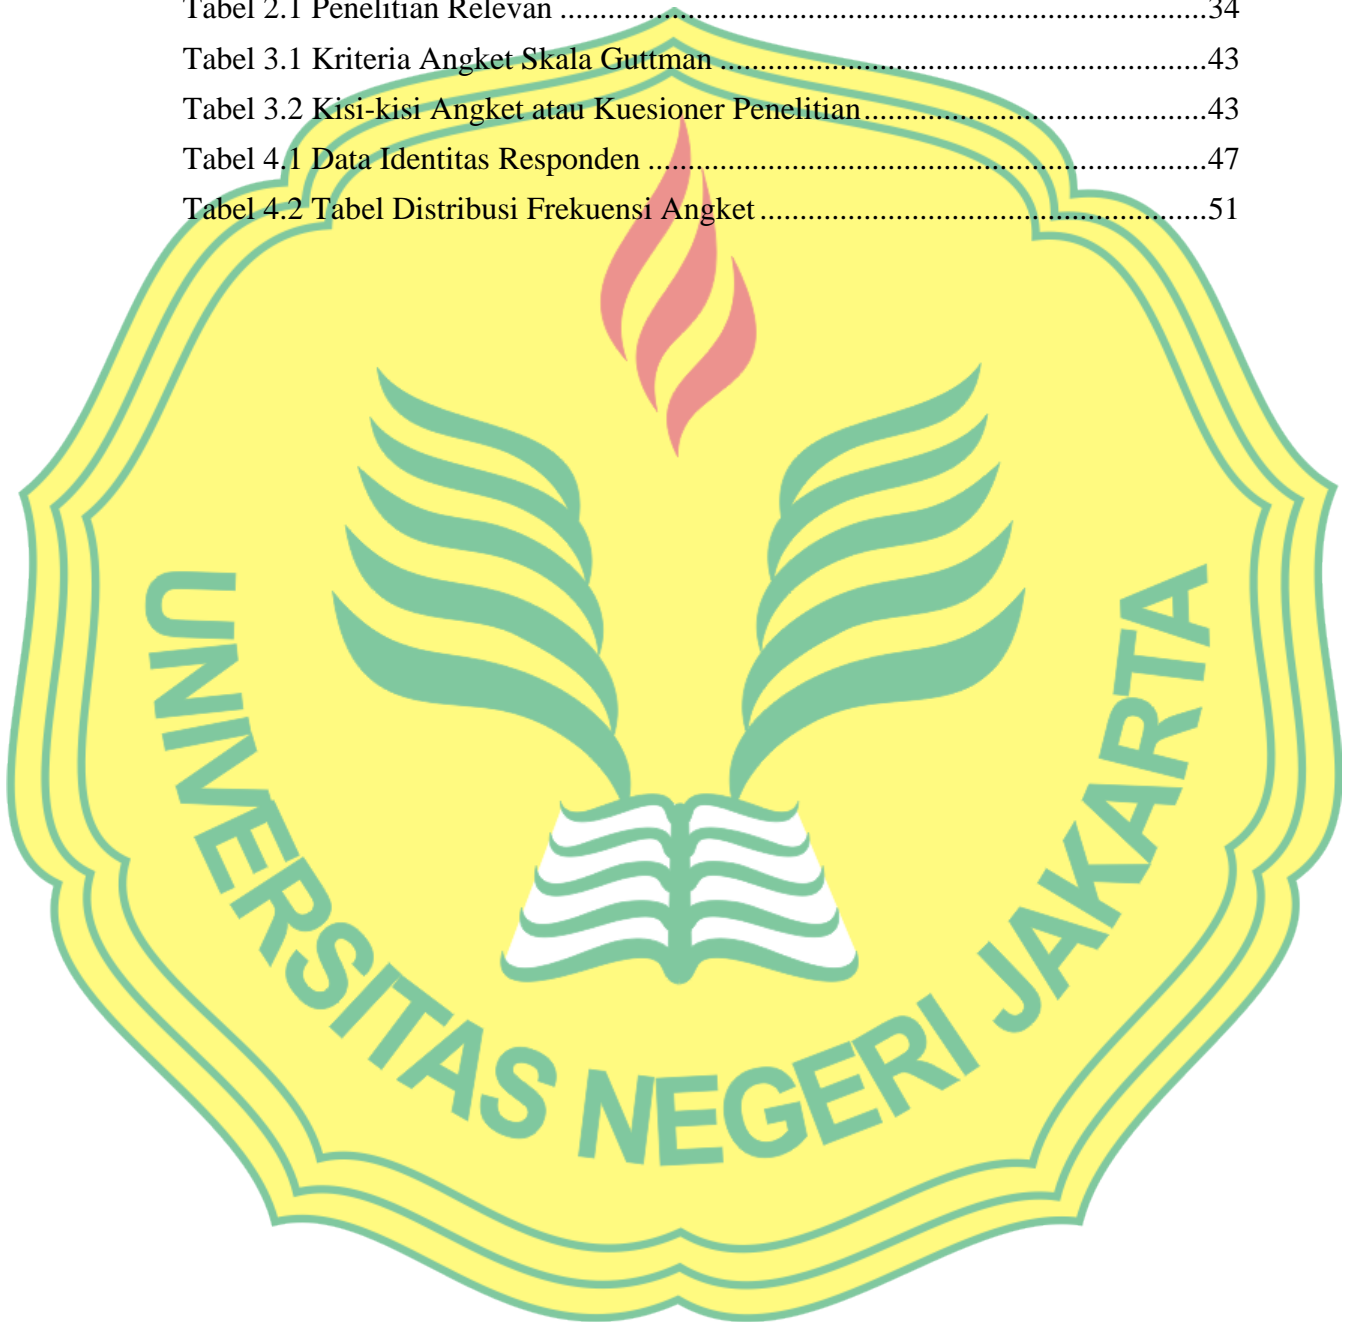 Tabel 2.1 Penelitian Relevan ................................................................................34
Tabel 3.1 Kriteria Angket Skala Guttman ............................................................43
Tabel 3.2 Kisi-kisi Angket atau Kuesioner Penelitian..........................................43
Tabel 4.1 Data Identitas Responden .....................................................................47
Tabel 4.2 Tabel Distribusi Frekuensi Angket.......................................................51
UNIVERSITAS NEGERI JAKARTA